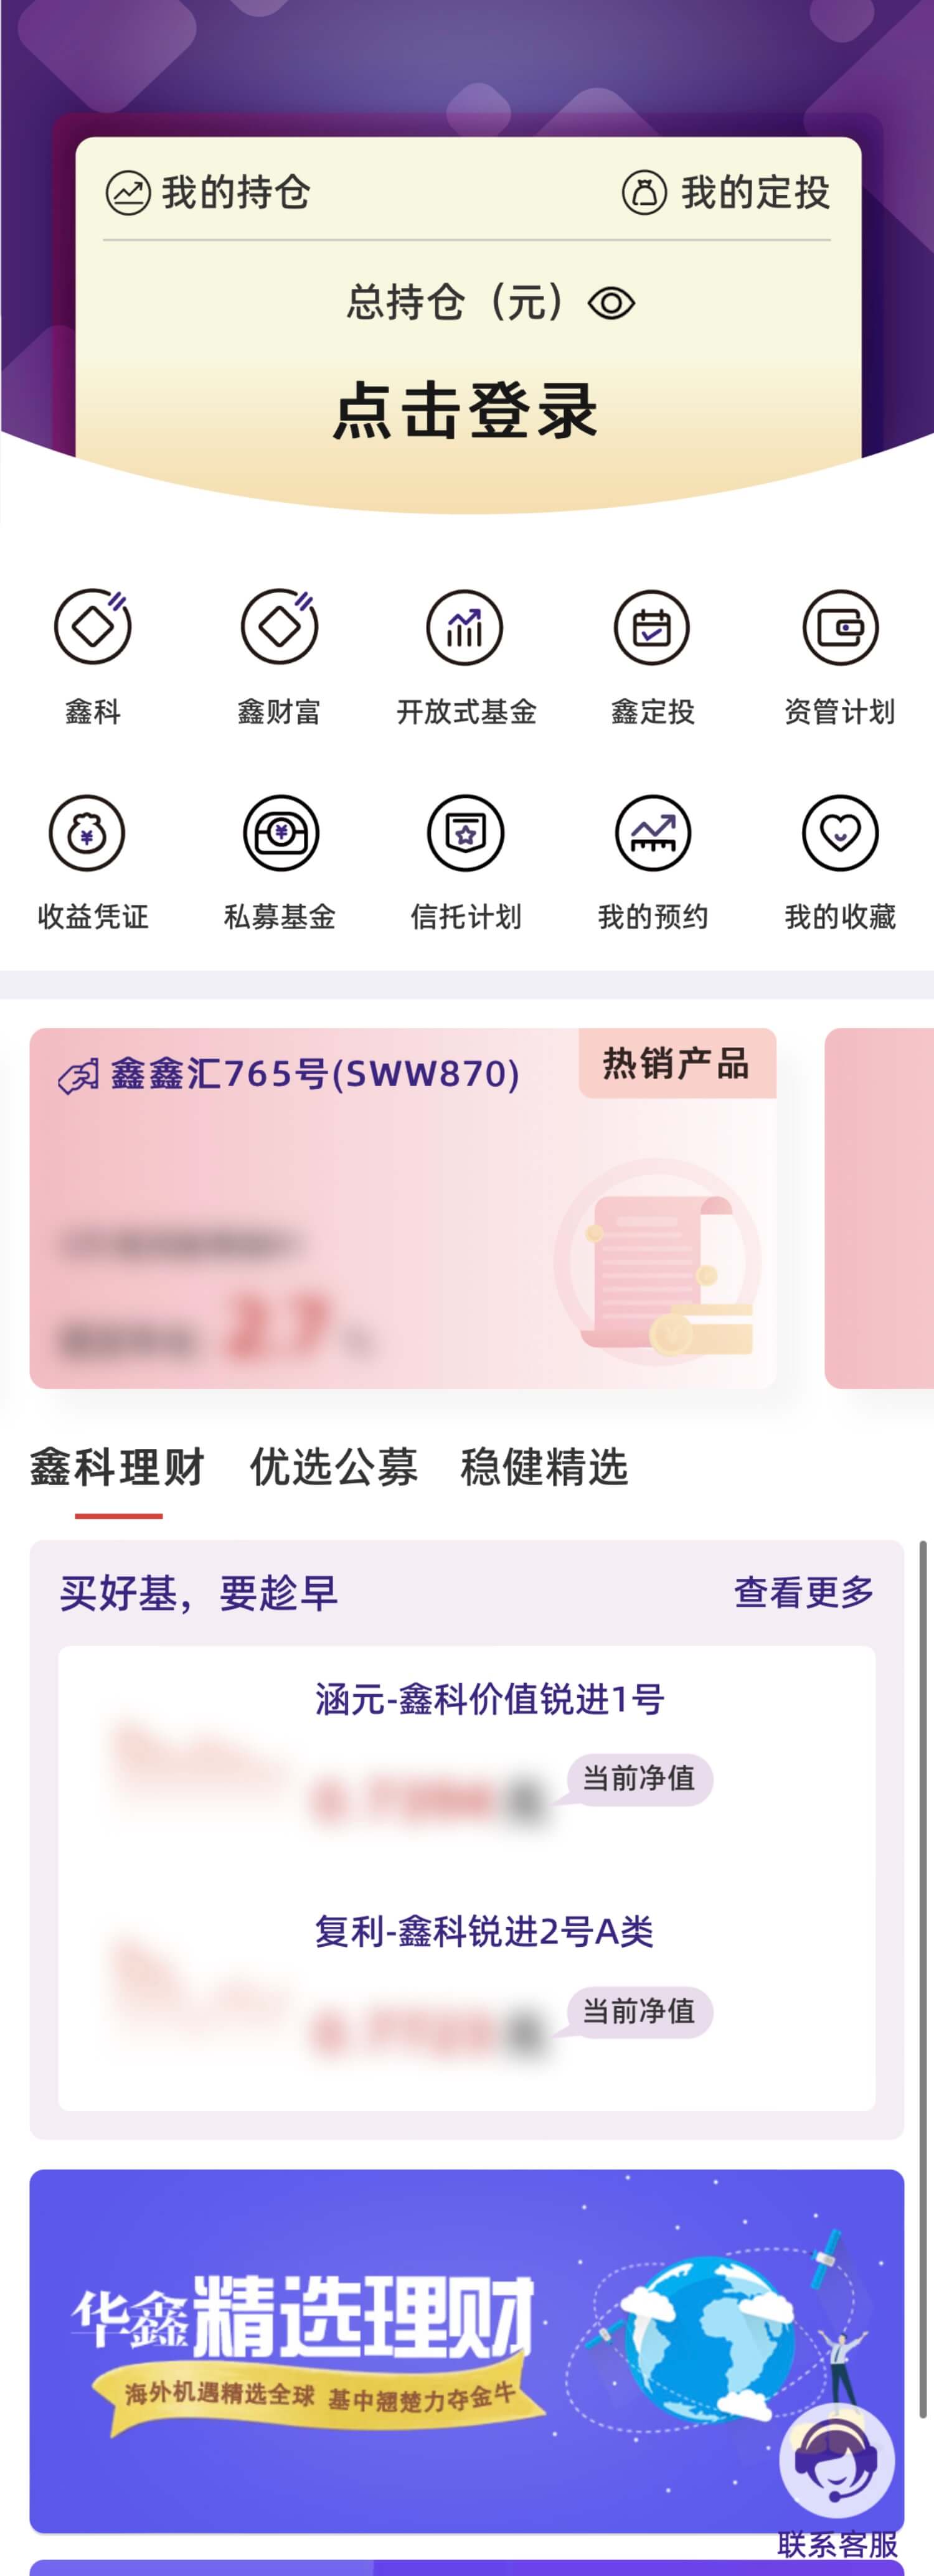 我的持仓
我的定投
总持仓（元）
点击登录
鑫科
鑫财富
开放式基金
鑫定投
资管计划
收益凭证
私募基金
信托计划
我的预约
我的收藏
鑫鑫汇765号(SWW870)
热销产品
鑫科理财
优选公募
稳健精选
买好基，要趁早
查看更多
涵元-鑫科价值锐进1号
当前净值
复利-鑫科锐进2号A类
当前净值
华鑫精选理财
海外机遇精选全球 基中翘楚力夺金牛
联系客服